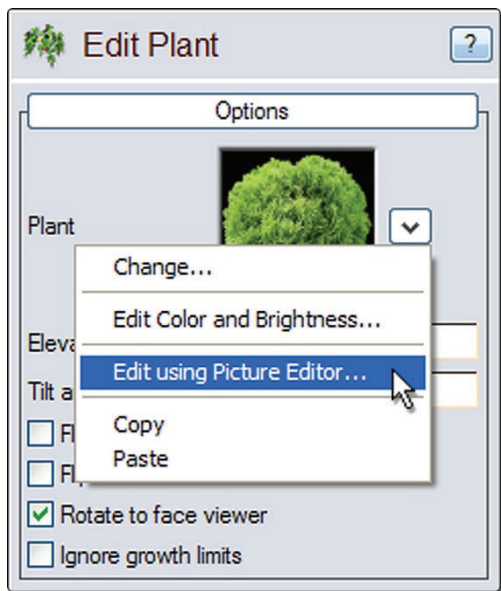 Edit Plant
?
Options
Plant
Change...
Edit Color and Brightness...
Edit using Picture Editor...
Tilt
Copy
Paste
Rotate to face viewer
Ignore growth limits